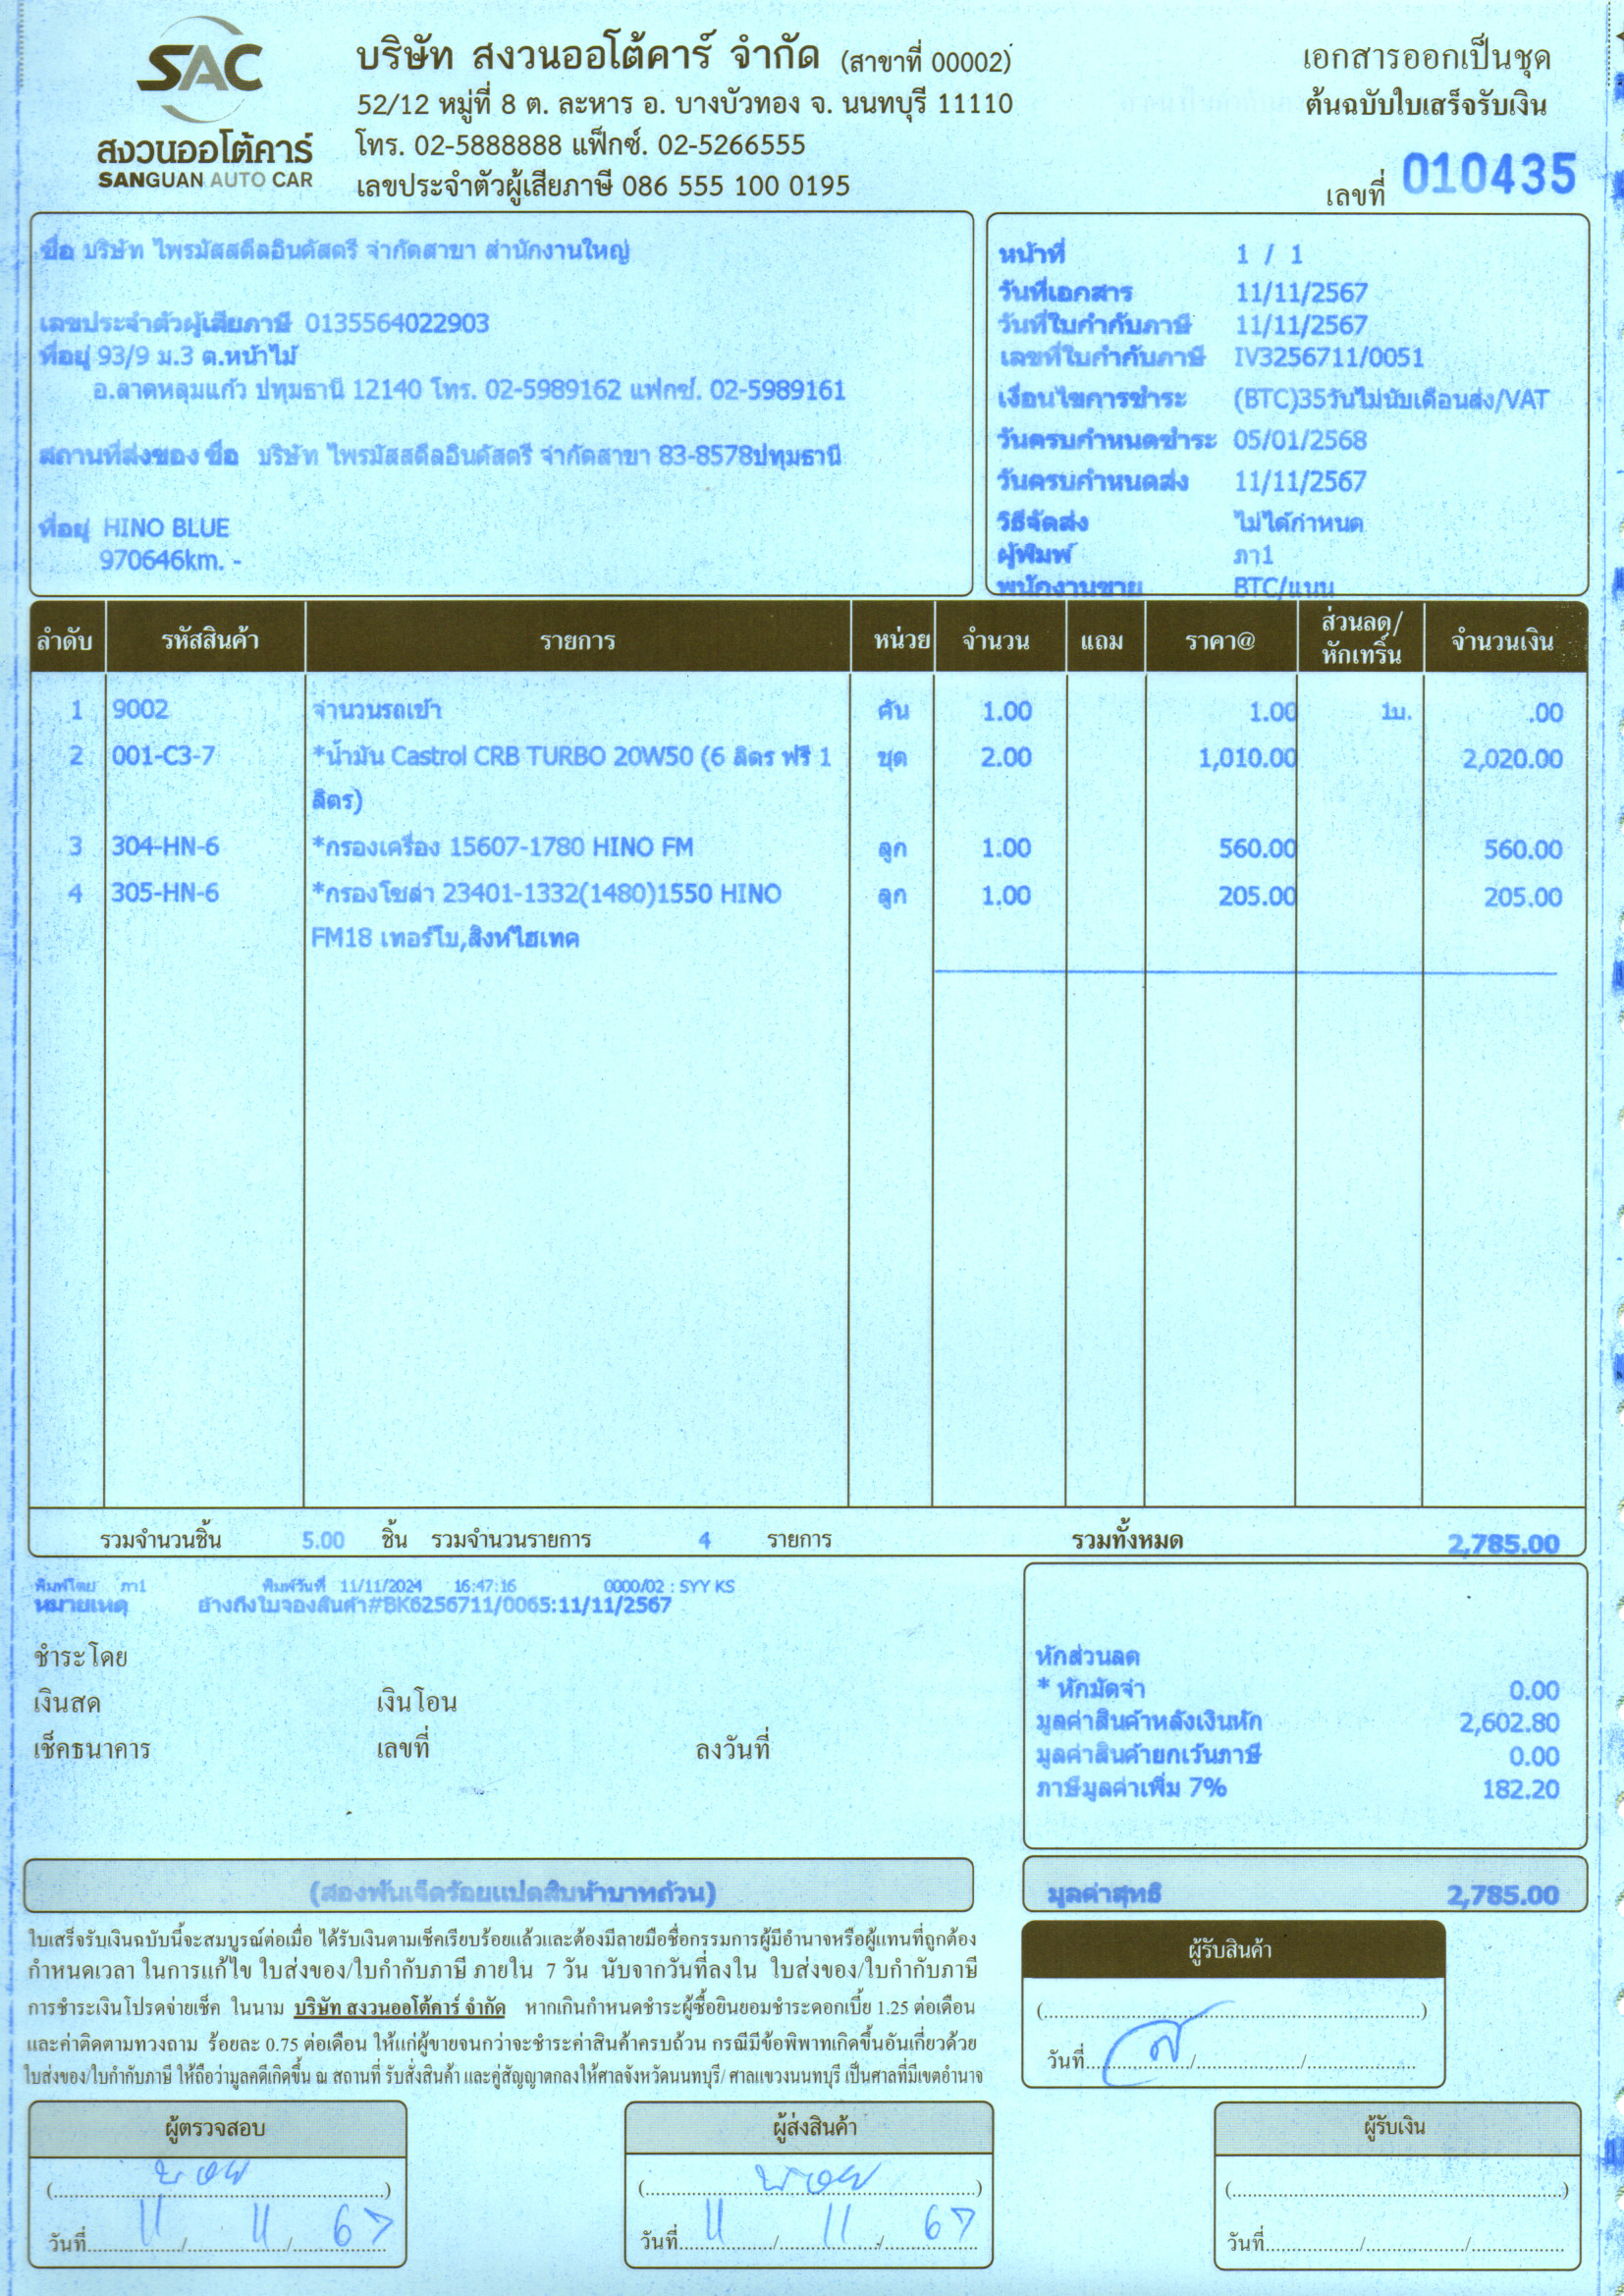 SAC
สงวนออโต้คาร์
SANGUAN AUTO CAR
บริษัท สงวนออโต้คาร์ จำกัด (สาขาที่ 00002)
52/12 หมู่ที่ 8 ต. ละหาร อ. บางบัวทอง จ. นนทบุรี 11110
โทร. 02-5888888 แฟ็กซ์. 02-5266555
เลขประจำตัวผู้เสียภาษี 086 555 100 0195
เอกสารออกเป็นชุด
ต้นฉบับใบเสร็จรับเงิน
เลขที่ 010435
ชื่อ บริษัท ไพรมัสสตีลอินดัสตรี จำกัดสาขา สำนักงานใหญ่
เลขประจำตัวผู้เสียภาษี 0135564022903
ที่อยู่ 93/9 ม.3 ต.หน้าไม้
อ.ลาดหลุมแก้ว ปทุมธานี 12140 โทร. 02-5989162 แฟกซ์. 02-5989161
สถานที่ส่งของ ชื่อ บริษัท ไพรมัสสตีลอินดัสตรี จำกัดสาขา 83-8578ปทุมธานี
ที่อยู่ HINO BLUE
970646km. -
หน้าที่ 1 / 1
วันที่เอกสาร 11/11/2567
วันที่ใบกำกับภาษี 11/11/2567
เลขที่ใบกำกับภาษี IV3256711/0051
เงื่อนไขการชำระ (BTC)35วันไม่นับเดือนส่ง/VAT
วันครบกำหนดชำระ 05/01/2568
วันครบกำหนดส่ง 11/11/2567
วิธีจัดส่ง ไม่ได้กำหนด
ผู้พิมพ์ ภา1
พนักงานขาย BTC/แนน
ลำดับ รหัสสินค้า รายการ หน่วย จำนวน แถม ราคา@ ส่วนลด/หักเทริ์น จำนวนเงิน
1 9002 จำนวนรถเข้า คัน 1.00 1.00 1บ. .00
2 001-C3-7 *น้ำมัน Castrol CRB TURBO 20W50 (6 ลิตร ฟรี 1 ชุด 2.00 1,010.00 2,020.00
ลิตร)
3 304-HN-6 *กรองเครื่อง 15607-1780 HINO FM ลูก 1.00 560.00 560.00
4 305-HN-6 *กรองโซล่า 23401-1332(1480)1550 HINO ลูก 1.00 205.00 205.00
FM18 เทอร์โบ,สิงห์ไฮเทค
รวมจำนวนชิ้น 5.00 ชิ้น รวมจำนวนรายการ 4 รายการ รวมทั้งหมด 2,785.00
พิมพ์โดย ภา1 พิมพ์วันที่ 11/11/2024 16:47:16 0000/02 : SYY KS
หมายเหตุ อ้างถึงใบจองสินค้า#BK6256711/0065:11/11/2567
ชำระโดย
เงินสด เงินโอน
เช็คธนาคาร เลขที่ ลงวันที่
หักส่วนลด
* หักมัดจำ 0.00
มูลค่าสินค้าหลังเงินหัก 2,602.80
มูลค่าสินค้ายกเว้นภาษี 0.00
ภาษีมูลค่าเพิ่ม 7% 182.20
(สองพันเจ็ดร้อยแปดสิบห้าบาทถ้วน)
มูลค่าสุทธิ 2,785.00
ใบเสร็จรับเงินฉบับนี้จะสมบูรณ์ต่อเมื่อ ได้รับเงินตามเช็คเรียบร้อยแล้วและต้องมีลายมือชื่อกรรมการผู้มีอำนาจหรือผู้แทนที่ถูกต้อง
กำหนดเวลา ในการแก้ไข ใบส่งของ/ใบกำกับภาษี ภายใน 7 วัน นับจากวันที่ลงใน ใบส่งของ/ใบกำกับภาษี
การชำระเงินโปรดจ่ายเช็ค ในนาม บริษัท สงวนออโต้คาร์ จำกัด หากเกินกำหนดชำระผู้ซื้อยินยอมชำระดอกเบี้ย 1.25 ต่อเดือน
และค่าติดตามทวงถาม ร้อยละ 0.75 ต่อเดือน ให้แก่ผู้ขายจนกว่าจะชำระค่าสินค้าครบถ้วน กรณีมีข้อพิพาทเกิดขึ้นอันเกี่ยวด้วย
ใบส่งของ/ใบกำกับภาษี ให้ถือว่ามูลคดีเกิดขึ้น ณ สถานที่ รับสั่งสินค้า และคู่สัญญาตกลงให้ศาลจังหวัดนนทบุรี/ ศาลแขวงนนทบุรี เป็นศาลที่มีเขตอำนาจ
ผู้รับสินค้า
(..........)
วันที่......../......../........
ผู้ตรวจสอบ
วันที่ 11 / 11 / 67
ผู้ส่งสินค้า
วันที่ 11 / 11 / 67
ผู้รับเงิน
(..........)
วันที่......../......../........